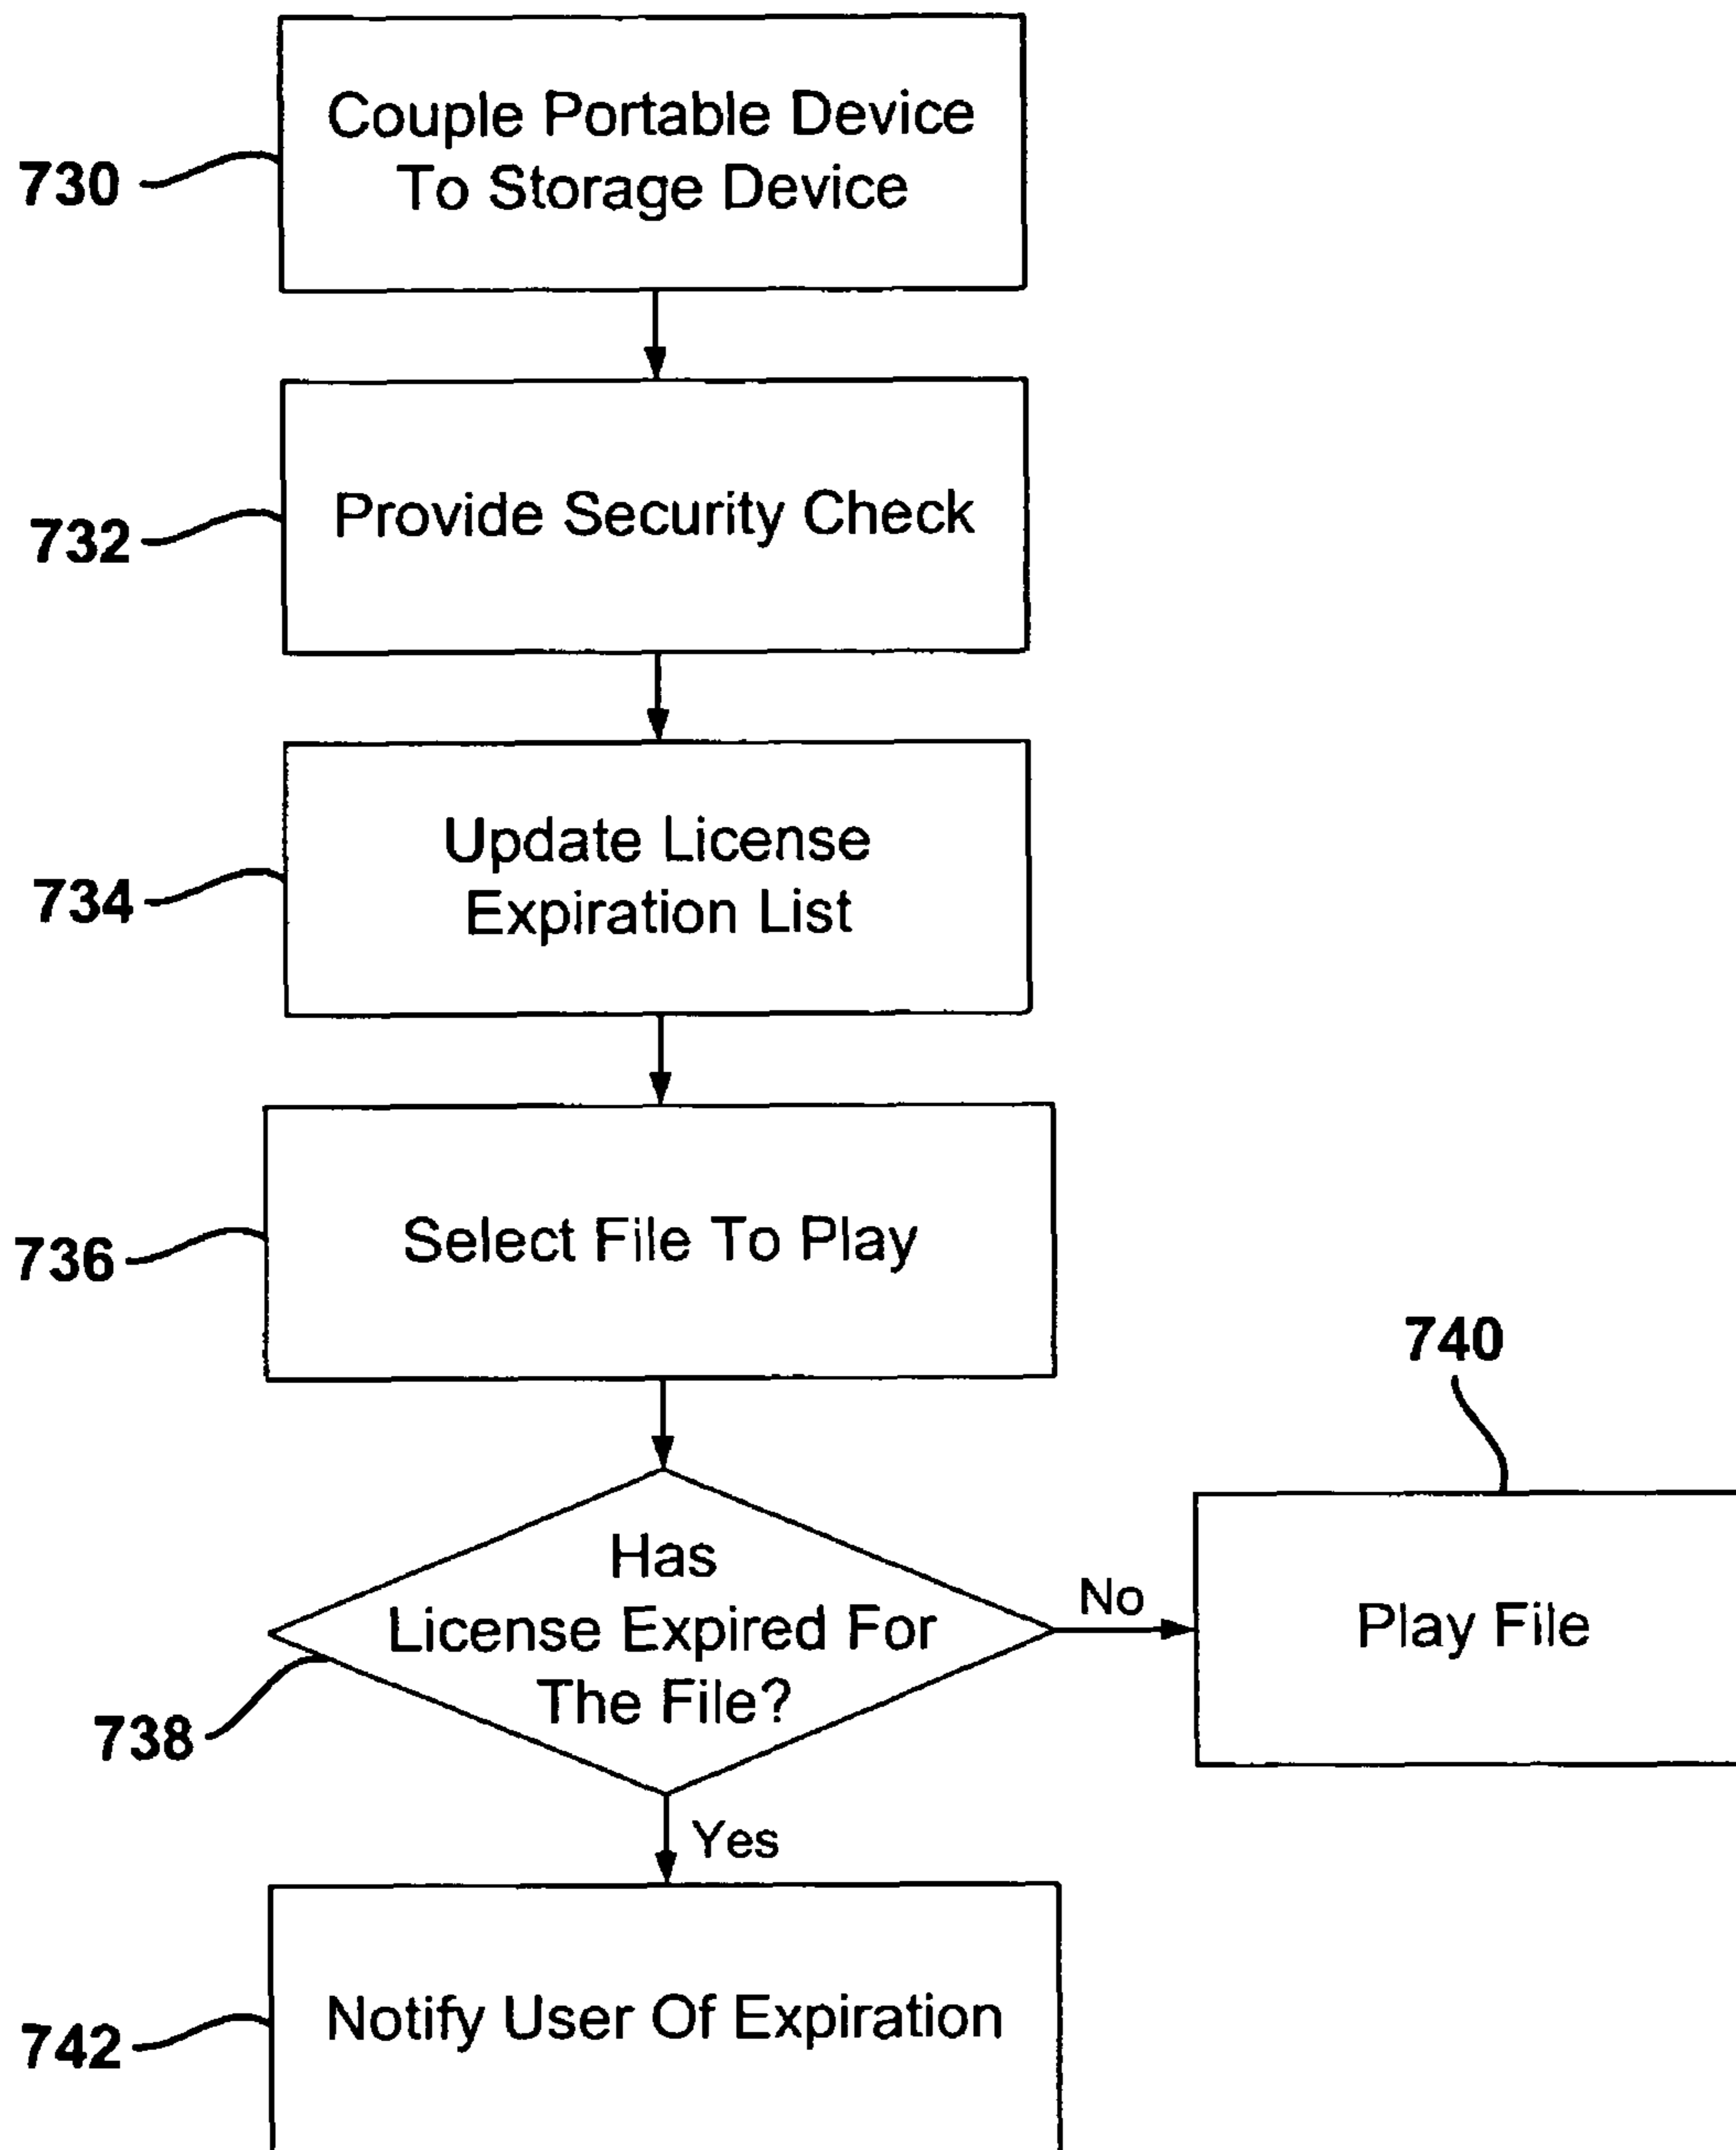 730
Couple Portable Device
To Storage Device
732
Provide Security Check
734
Update License
Expiration List
736
Select File To Play
738
Has
License Expired For
The File?
No
740
Play File
Yes
742
Notify User Of Expiration